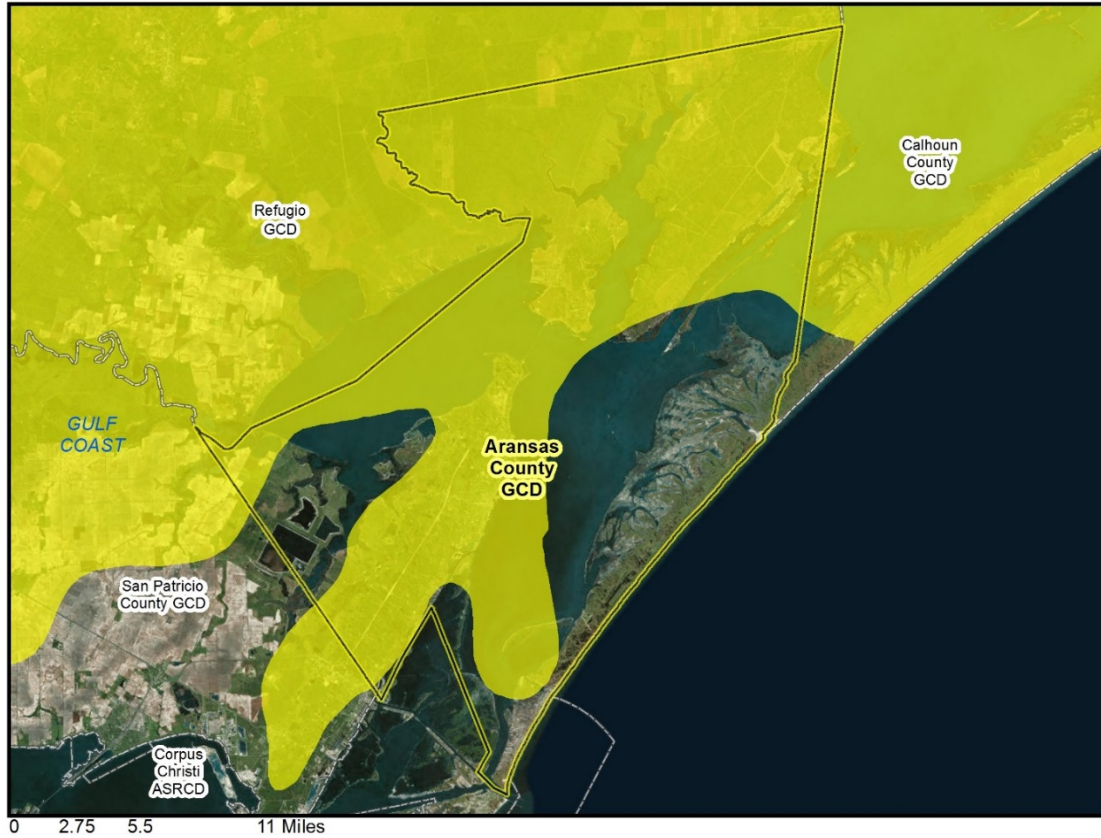 Calhoun
County
GCD
Refugio
GCD
GULF
COAST
Aransas
County
GCD
San Patricio
County GCD
Corpus
Christi
ASRCD
0 2.75 5.5 11 Miles